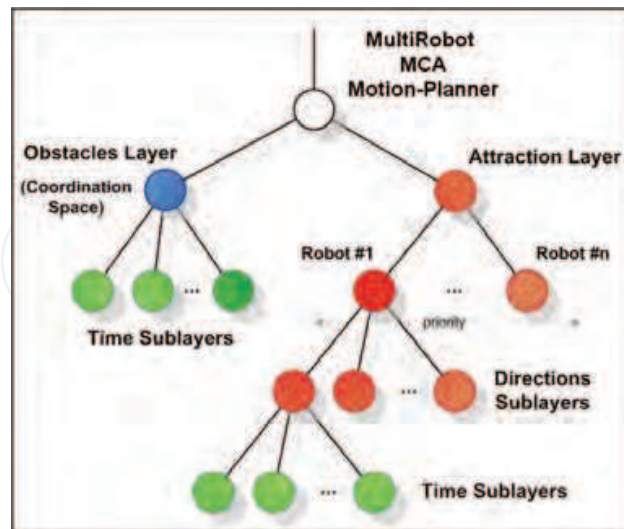 MultiRobot
MCA
Motion-Planner
Obstacles Layer
(Coordination
Space)
Attraction Layer
Robot #1
...
Robot #n
...
Time Sublayers
priority
Directions
Sublayers
...
...
Time Sublayers